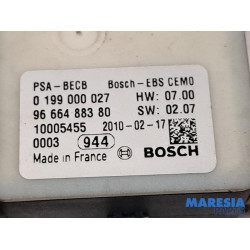 PSA-BECB Bosch-EBS CEM0
0 199 000 027 HW: 07.00
96 664 883 80 SW: 02.07
10005455 2010-02-17
0003 944
Made in France BOSCH
MARESIA